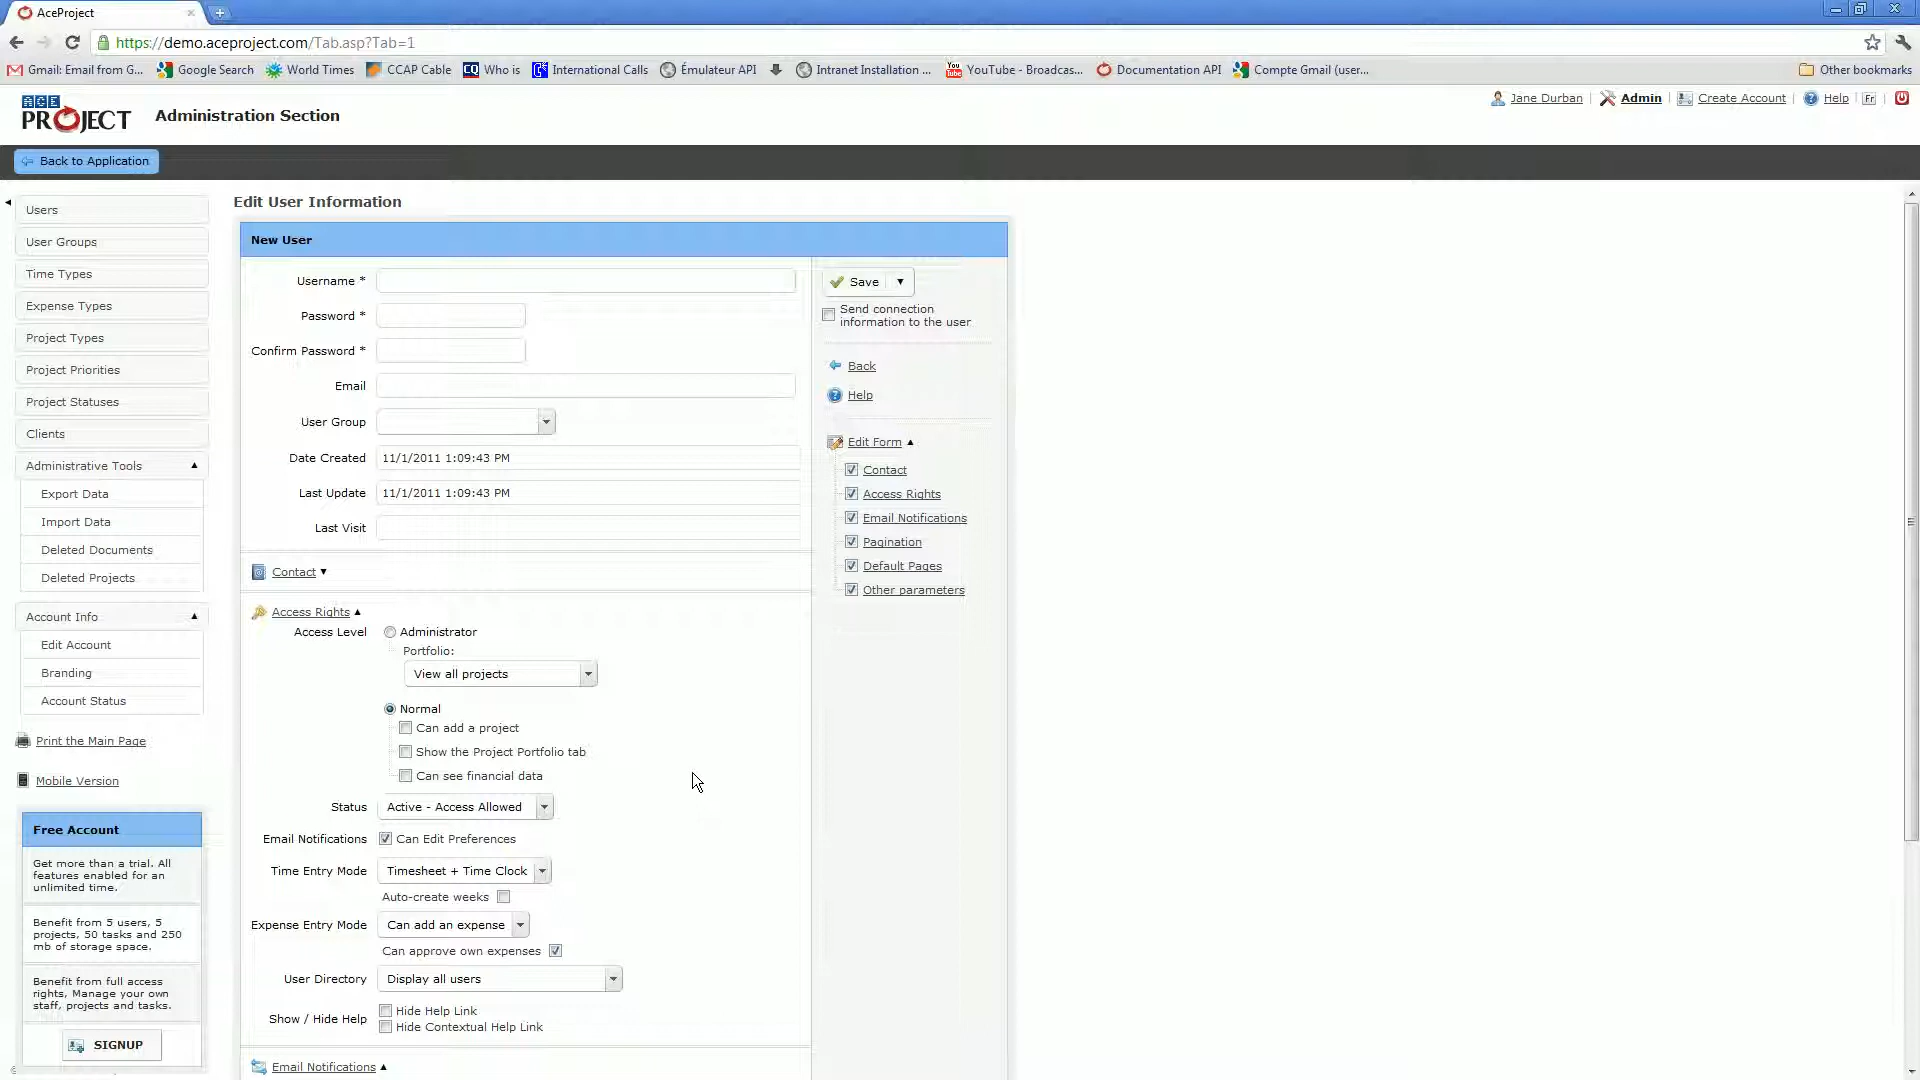 AceProject
https://demo.aceproject.com/Tab.asp?Tab=1
Gmail: Email from G...
Google Search
World Times
CCAP Cable
CQ Who is
International Calls
Émulateur API
Intranet Installation ...
You Tube YouTube - Broadcas...
Documentation API
Compte Gmail (user...
Other bookmarks
ACE PROJECT
Administration Section
Jane Durban
Admin
Create Account
Help
Fr
Back to Application
Users
User Groups
Time Types
Expense Types
Project Types
Project Priorities
Project Statuses
Clients
Administrative Tools
Export Data
Import Data
Deleted Documents
Deleted Projects
Account Info
Edit Account
Branding
Account Status
Print the Main Page
Mobile Version
Free Account
Get more than a trial. All
features enabled for an
unlimited time.
Benefit from 5 users, 5
projects, 50 tasks and 250
mb of storage space.
Benefit from full access
rights, Manage your own
staff, projects and tasks.
SIGNUP
Edit User Information
New User
Username *
Password *
Confirm Password *
Email
User Group
Date Created 11/1/2011 1:09:43 PM
Last Update 11/1/2011 1:09:43 PM
Last Visit
Contact
Access Rights
Access Level Administrator
Portfolio:
View all projects
Normal
Can add a project
Show the Project Portfolio tab
Can see financial data
Status Active - Access Allowed
Email Notifications Can Edit Preferences
Time Entry Mode Timesheet + Time Clock
Auto-create weeks
Expense Entry Mode Can add an expense
Can approve own expenses
User Directory Display all users
Show / Hide Help Hide Help Link
Hide Contextual Help Link
Email Notifications
Save
Send connection
information to the user
Back
Help
Edit Form
Contact
Access Rights
Email Notifications
Pagination
Default Pages
Other parameters